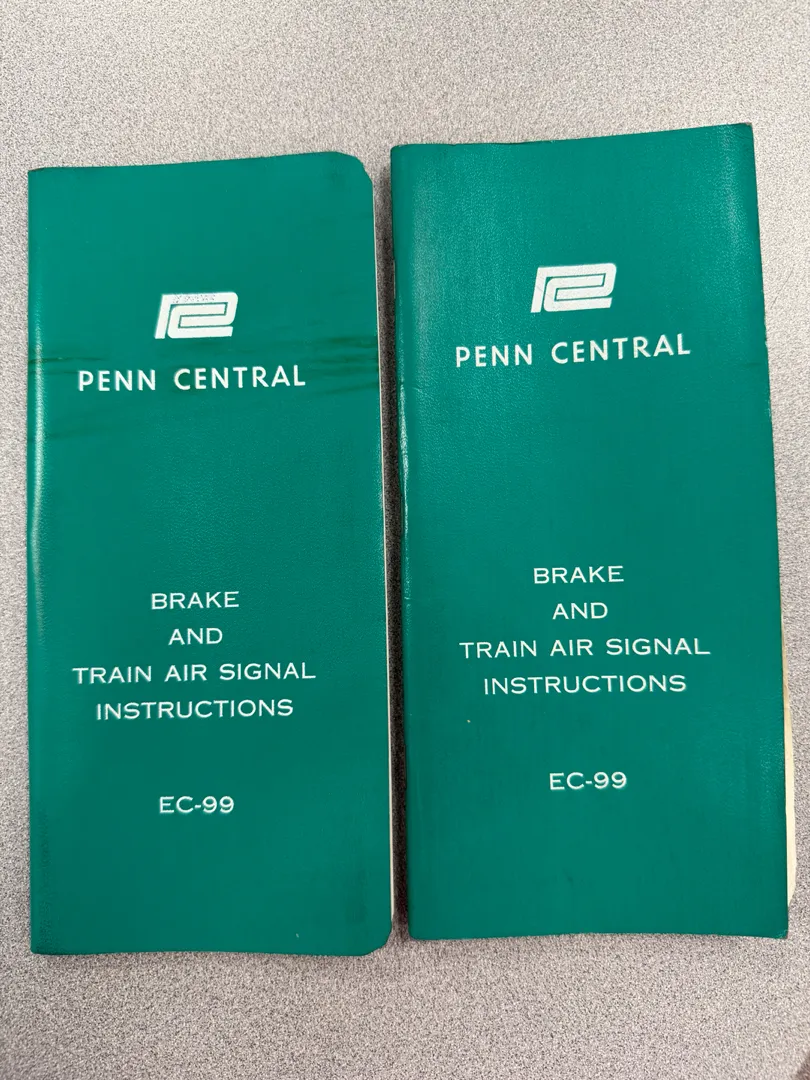 PENN CENTRAL
BRAKE
AND
TRAIN AIR SIGNAL
INSTRUCTIONS
EC-99
PENN CENTRAL
BRAKE
AND
TRAIN AIR SIGNAL
INSTRUCTIONS
EC-99